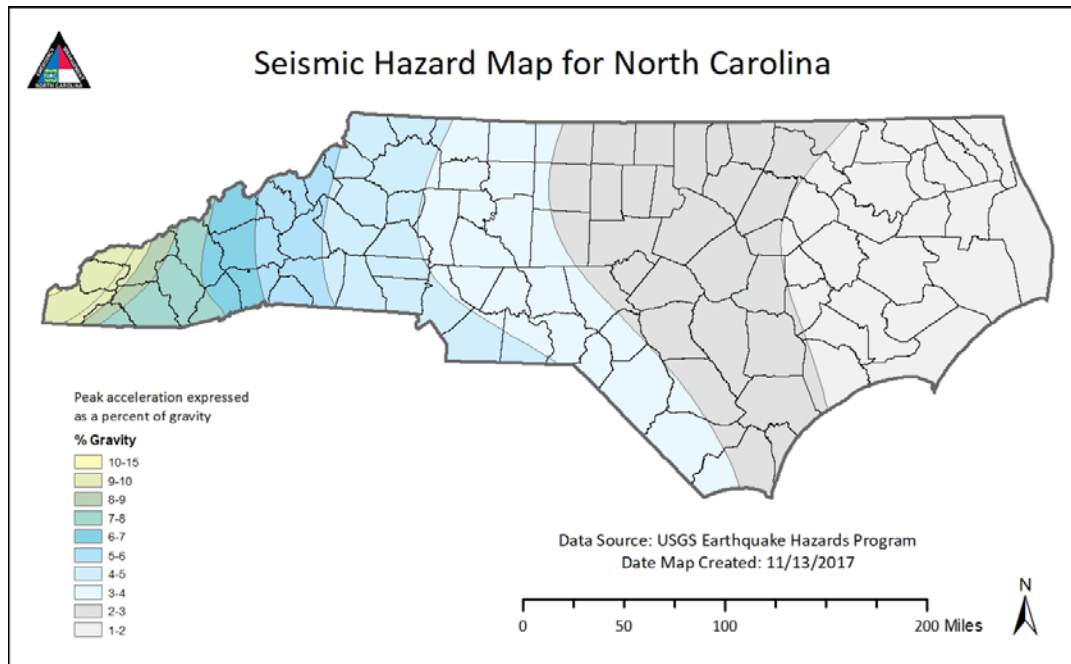 Seismic Hazard Map for North Carolina
NORTH CAROLINA
Peak acceleration expressed
as a percent of gravity
% Gravity
10-15
9-10
8-9
7-8
6-7
5-6
4-5
3-4
2-3
1-2
Data Source: USGS Earthquake Hazards Program
Date Map Created: 11/13/2017
N
0 50 100 200 Miles